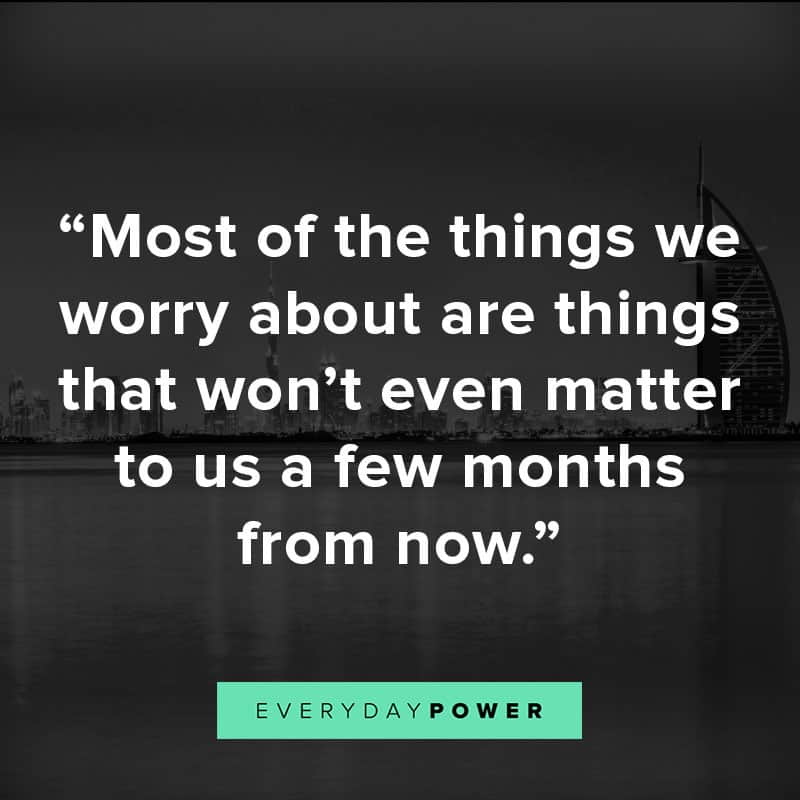 “Most of the things we
worry about are things
that won’t even matter
to us a few months
from now.”
EVERYDAYPOWER